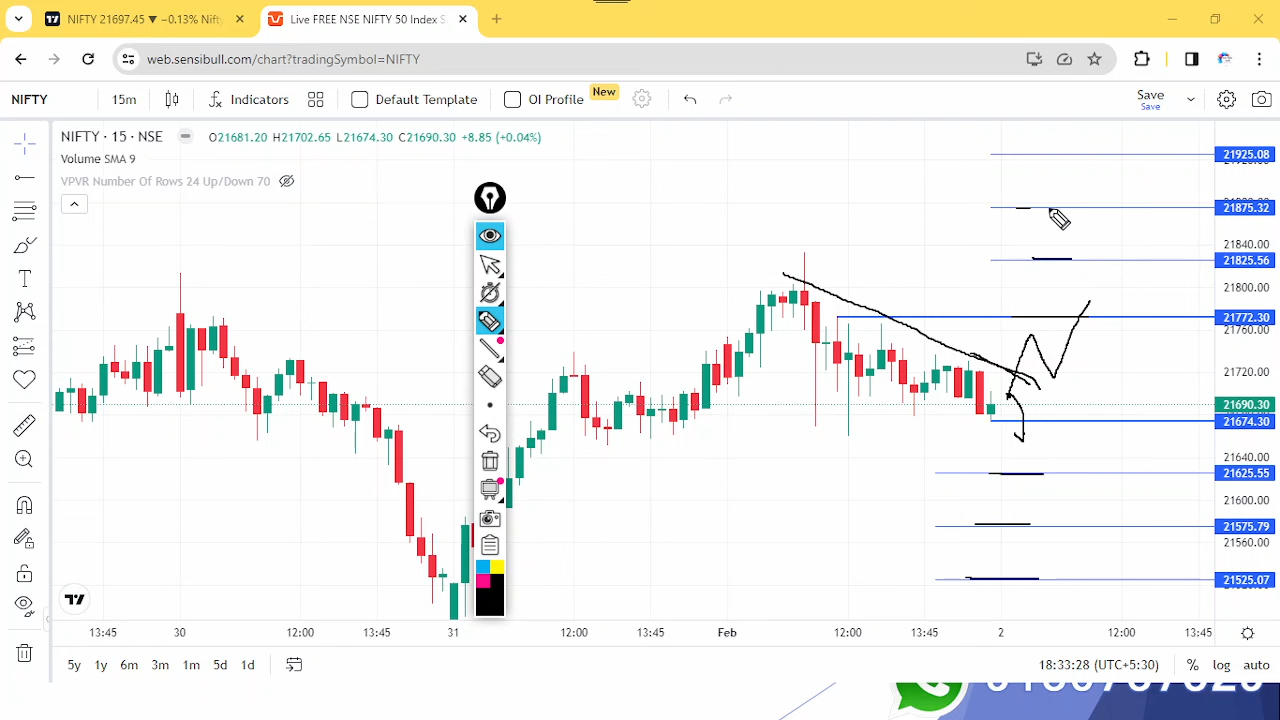 NIFTY 21697.45 ▼ −0.13% Nifty
Live FREE NSE NIFTY 50 Index S
web.sensibull.com/chart?tradingSymbol=NIFTY
NIFTY 15m Indicators Default Template OI Profile New Save
Save
NIFTY · 15 · NSE O21681.20 H21702.65 L21674.30 C21690.30 +8.85 (+0.04%)
Volume SMA 9
VPVR Number Of Rows 24 Up/Down 70
21925.08
21875.32
21840.00
21825.56
21800.00
21772.30
21760.00
21720.00
21690.30
21674.30
21640.00
21625.55
21600.00
21575.79
21560.00
21525.07
13:45 30 12:00 13:45 31 12:00 13:45 Feb 12:00 13:45 2 12:00 13:45
5y 1y 6m 3m 1m 5d 1d 18:33:28 (UTC+5:30) % log auto